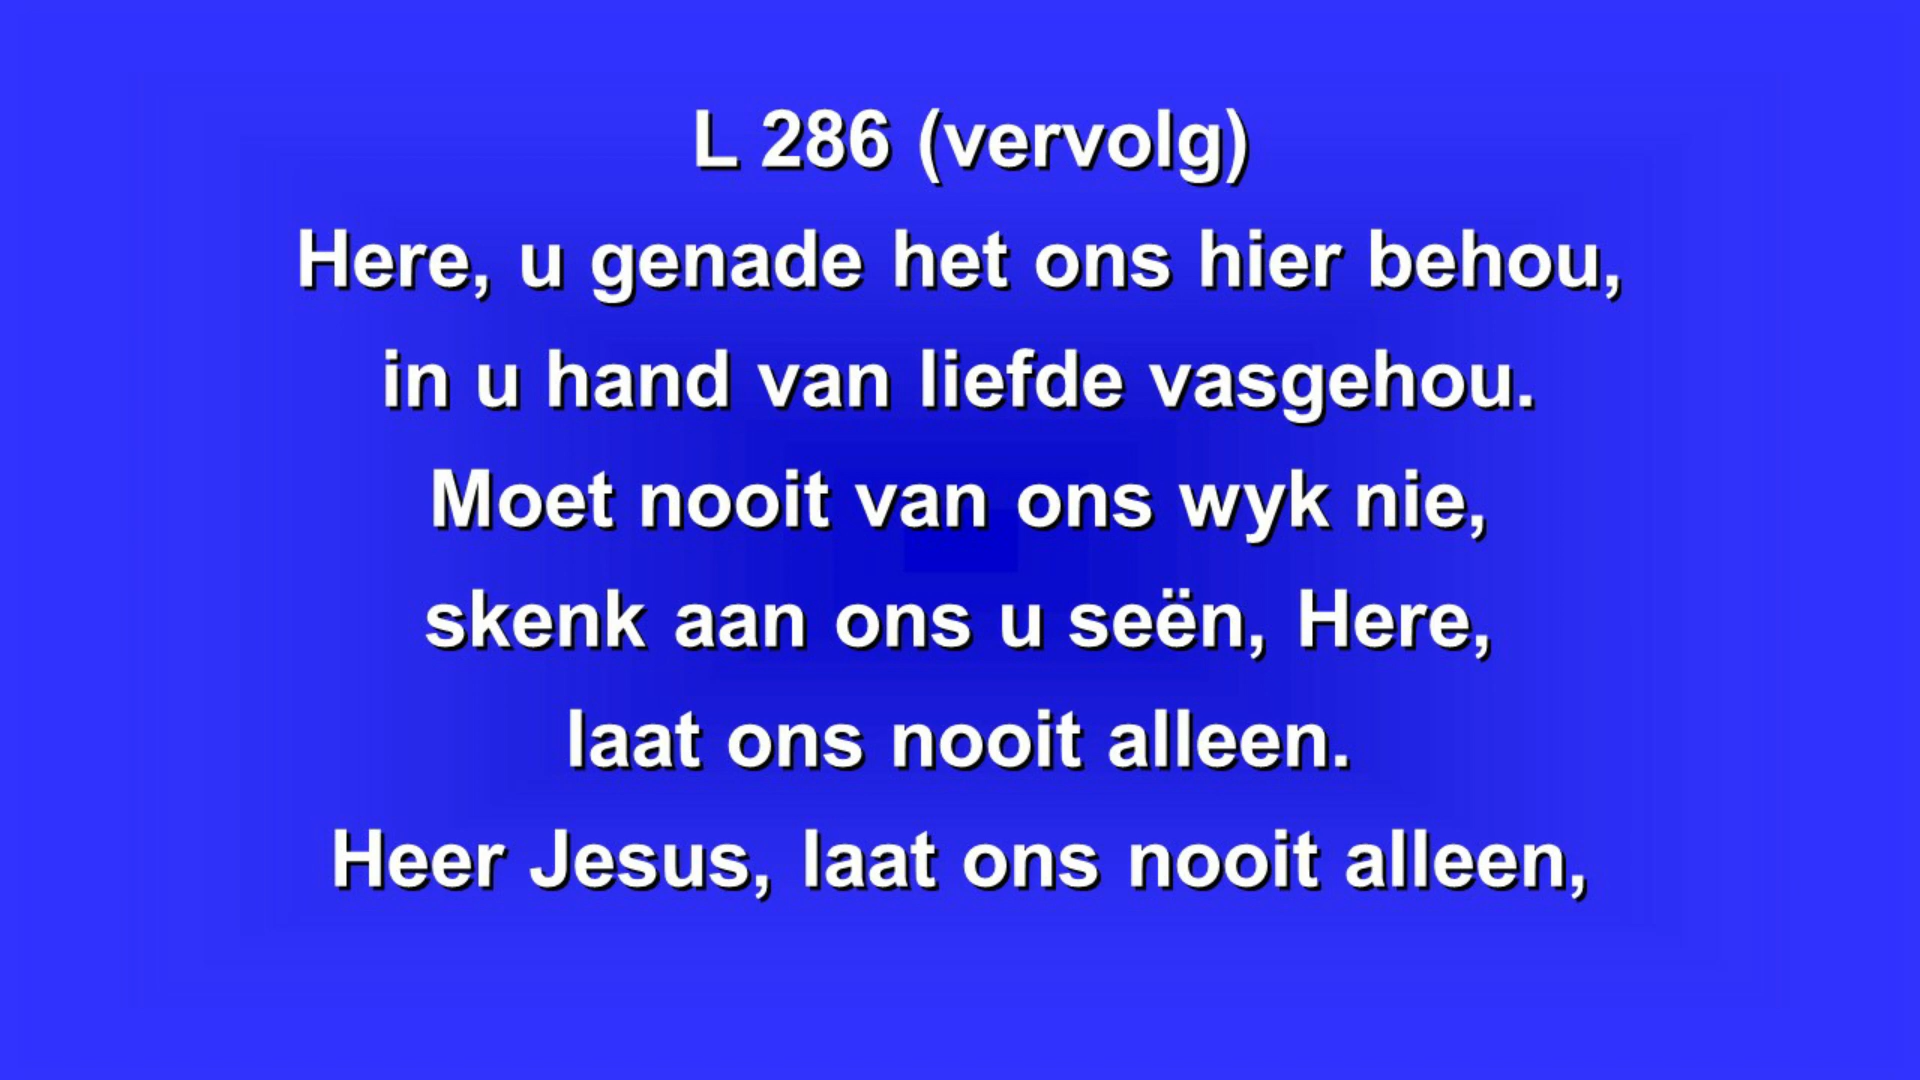 L 286 (vervolg)
Here, u genade het ons hier behou,
in u hand van liefde vasgehou.
Moet nooit van ons wyk nie,
skenk aan ons u seën, Here,
laat ons nooit alleen.
Heer Jesus, laat ons nooit alleen,